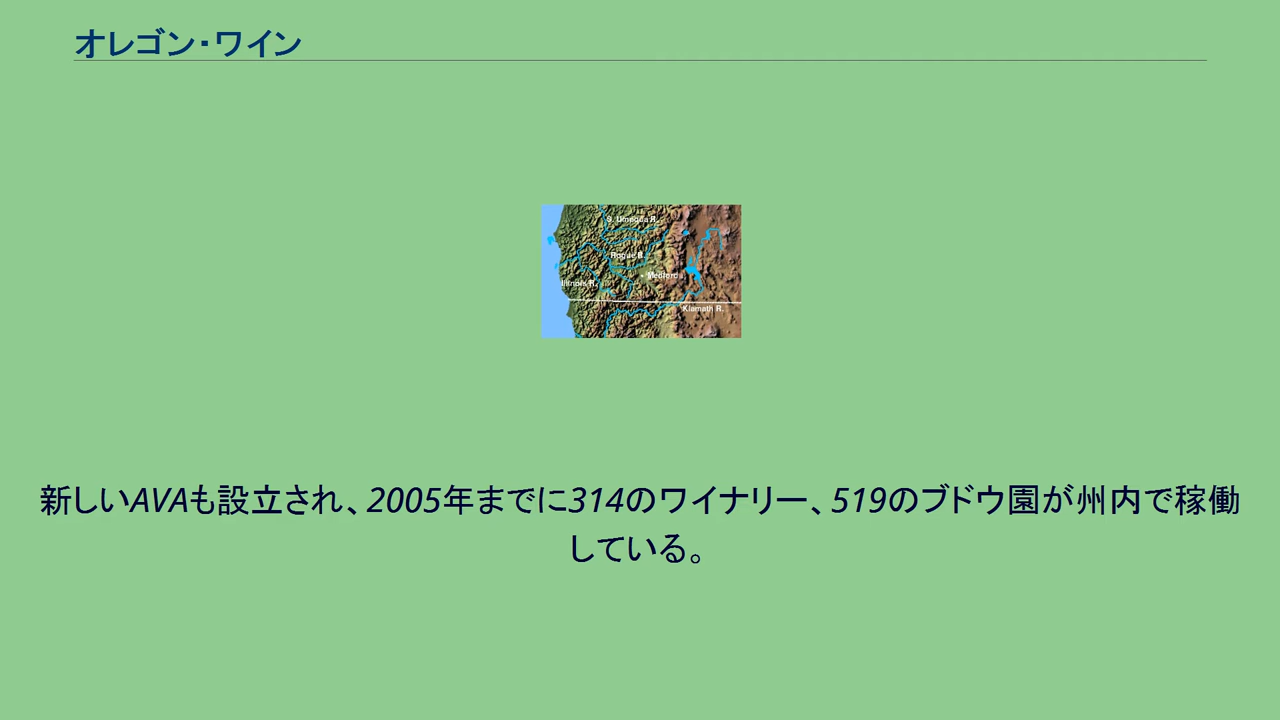 オレゴン・ワイン
S. Umpqua R.
Rogue R.
Medford
Illinois R.
Klamath R.
新しいAVAも設立され、2005年までに314のワイナリー、519のブドウ園が州内で稼働
している。